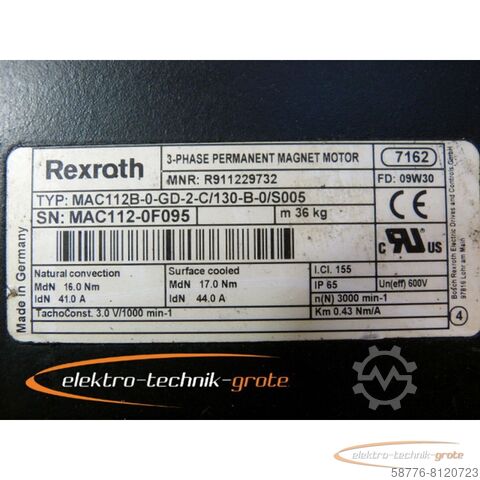 Rexroth
3-PHASE PERMANENT MAGNET MOTOR
7162
MNR: R911229732
FD: 09W30
TYP: MAC112B-0-GD-2-C/130-B-0/S005
SN: MAC112-0F095
m 36 kg
Made in Germany
Natural convection
MdN 16.0 Nm
IdN 41.0 A
Surface cooled
MdN 17.0 Nm
IdN 44.0 A
I.Cl. 155
IP 65
Un(eff) 600V
n(N) 3000 min-1
TachoConst. 3.0 V/1000 min-1
Km 0.43 Nm/A
c RU US
Bosch Rexroth Electric Drives and Controls GmbH
97816 Lohr am Main
4
elektro-technik-grote
elektro-technik-grote
58776-8120723